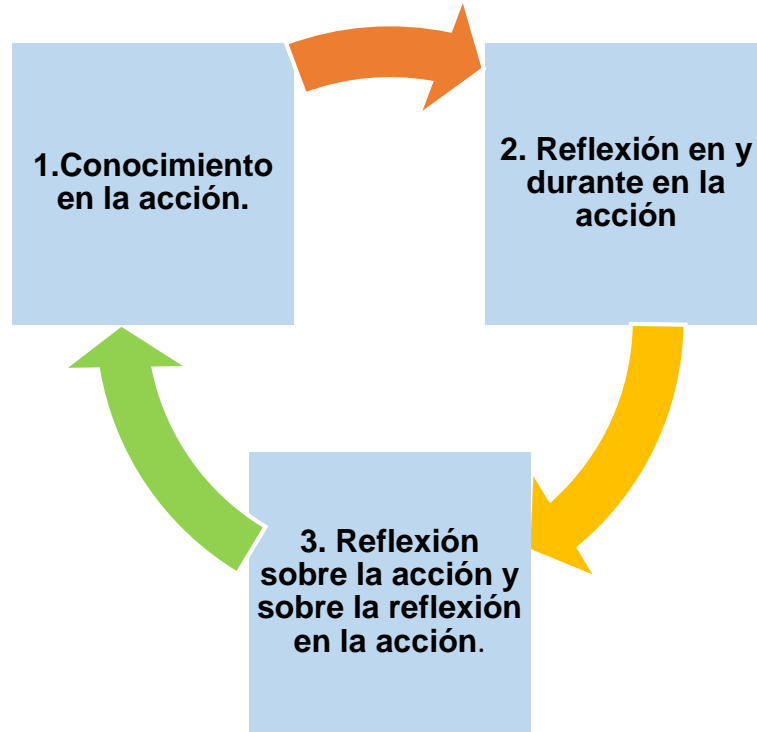 1.Conocimiento
en la acción.
2. Reflexión en y
durante en la
acción
3. Reflexión
sobre la acción y
sobre la reflexión
en la acción.